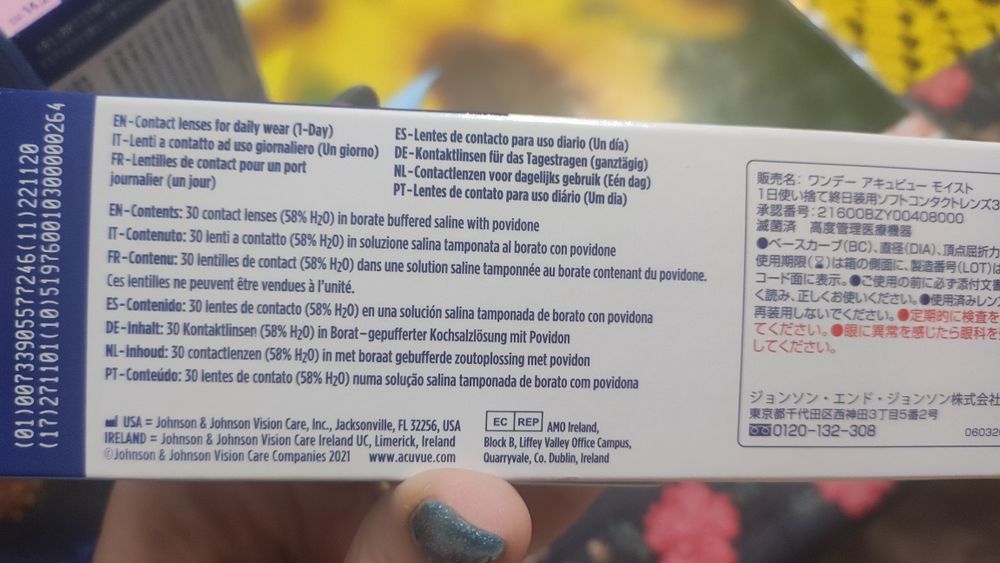 (01)00733905577246(11)221120
(17)271101(10)5197600103000000264
EN-Contact lenses for daily wear (1-Day)
IT-Lenti a contatto ad uso giornaliero (Un giorno)
FR-Lentilles de contact pour un port
journalier (un jour)
ES-Lentes de contacto para uso diario (Un día)
DE-Kontaktlinsen für das Tagestragen (ganztägig)
NL-Contactlenzen voor dagelijks gebruik (Eén dag)
PT-Lentes de contato para uso diário (Um dia)
EN-Contents: 30 contact lenses (58% H2O) in borate buffered saline with povidone
IT-Contenuto: 30 lenti a contatto (58% H2O) in soluzione salina tamponata al borato con povidone
FR-Contenu: 30 lentilles de contact (58% H2O) dans une solution saline tamponnée au borate contenant du povidone.
Ces lentilles ne peuvent être vendues à l'unité.
ES-Contenido: 30 lentes de contacto (58% H2O) en una solución salina tamponada de borato con povidona
DE-Inhalt: 30 Kontaktlinsen (58% H2O) in Borat-gepufferter Kochsalzlösung mit Povidon
NL-Inhoud: 30 contactlenzen (58% H2O) in met boraat gebufferde zoutoplossing met povidon
PT-Conteúdo: 30 lentes de contato (58% H2O) numa solução salina tamponada de borato com povidona
USA = Johnson & Johnson Vision Care, Inc., Jacksonville, FL 32256, USA
IRELAND = Johnson & Johnson Vision Care Ireland UC, Limerick, Ireland
©Johnson & Johnson Vision Care Companies 2021 www.acuvue.com
EC REP AMO Ireland,
Block B, Liffey Valley Office Campus,
Quarryvale, Co. Dublin, Ireland
販売名: ワンデー アキュビュー モイスト
1日使い捨て終日装用ソフトコンタクトレンズ3
承認番号:21600BZY00408000
滅菌済 高度管理医療機器
●ベースカーブ(BC)、直径(DIA)、頂点屈折力
使用期限(⌛)は箱の側面に、製造番号(LOT)は
コード面に表示。●ご使用の前に必ず添付文書
く読み、正しくお使いください。●使用済みレン
再装用しないでください。●定期的に検査を
てください。●眼に異常を感じたら眼科を
してください。
ジョンソン・エンド・ジョンソン株式会社
東京都千代田区西神田3丁目5番2号
0120-132-308
06032